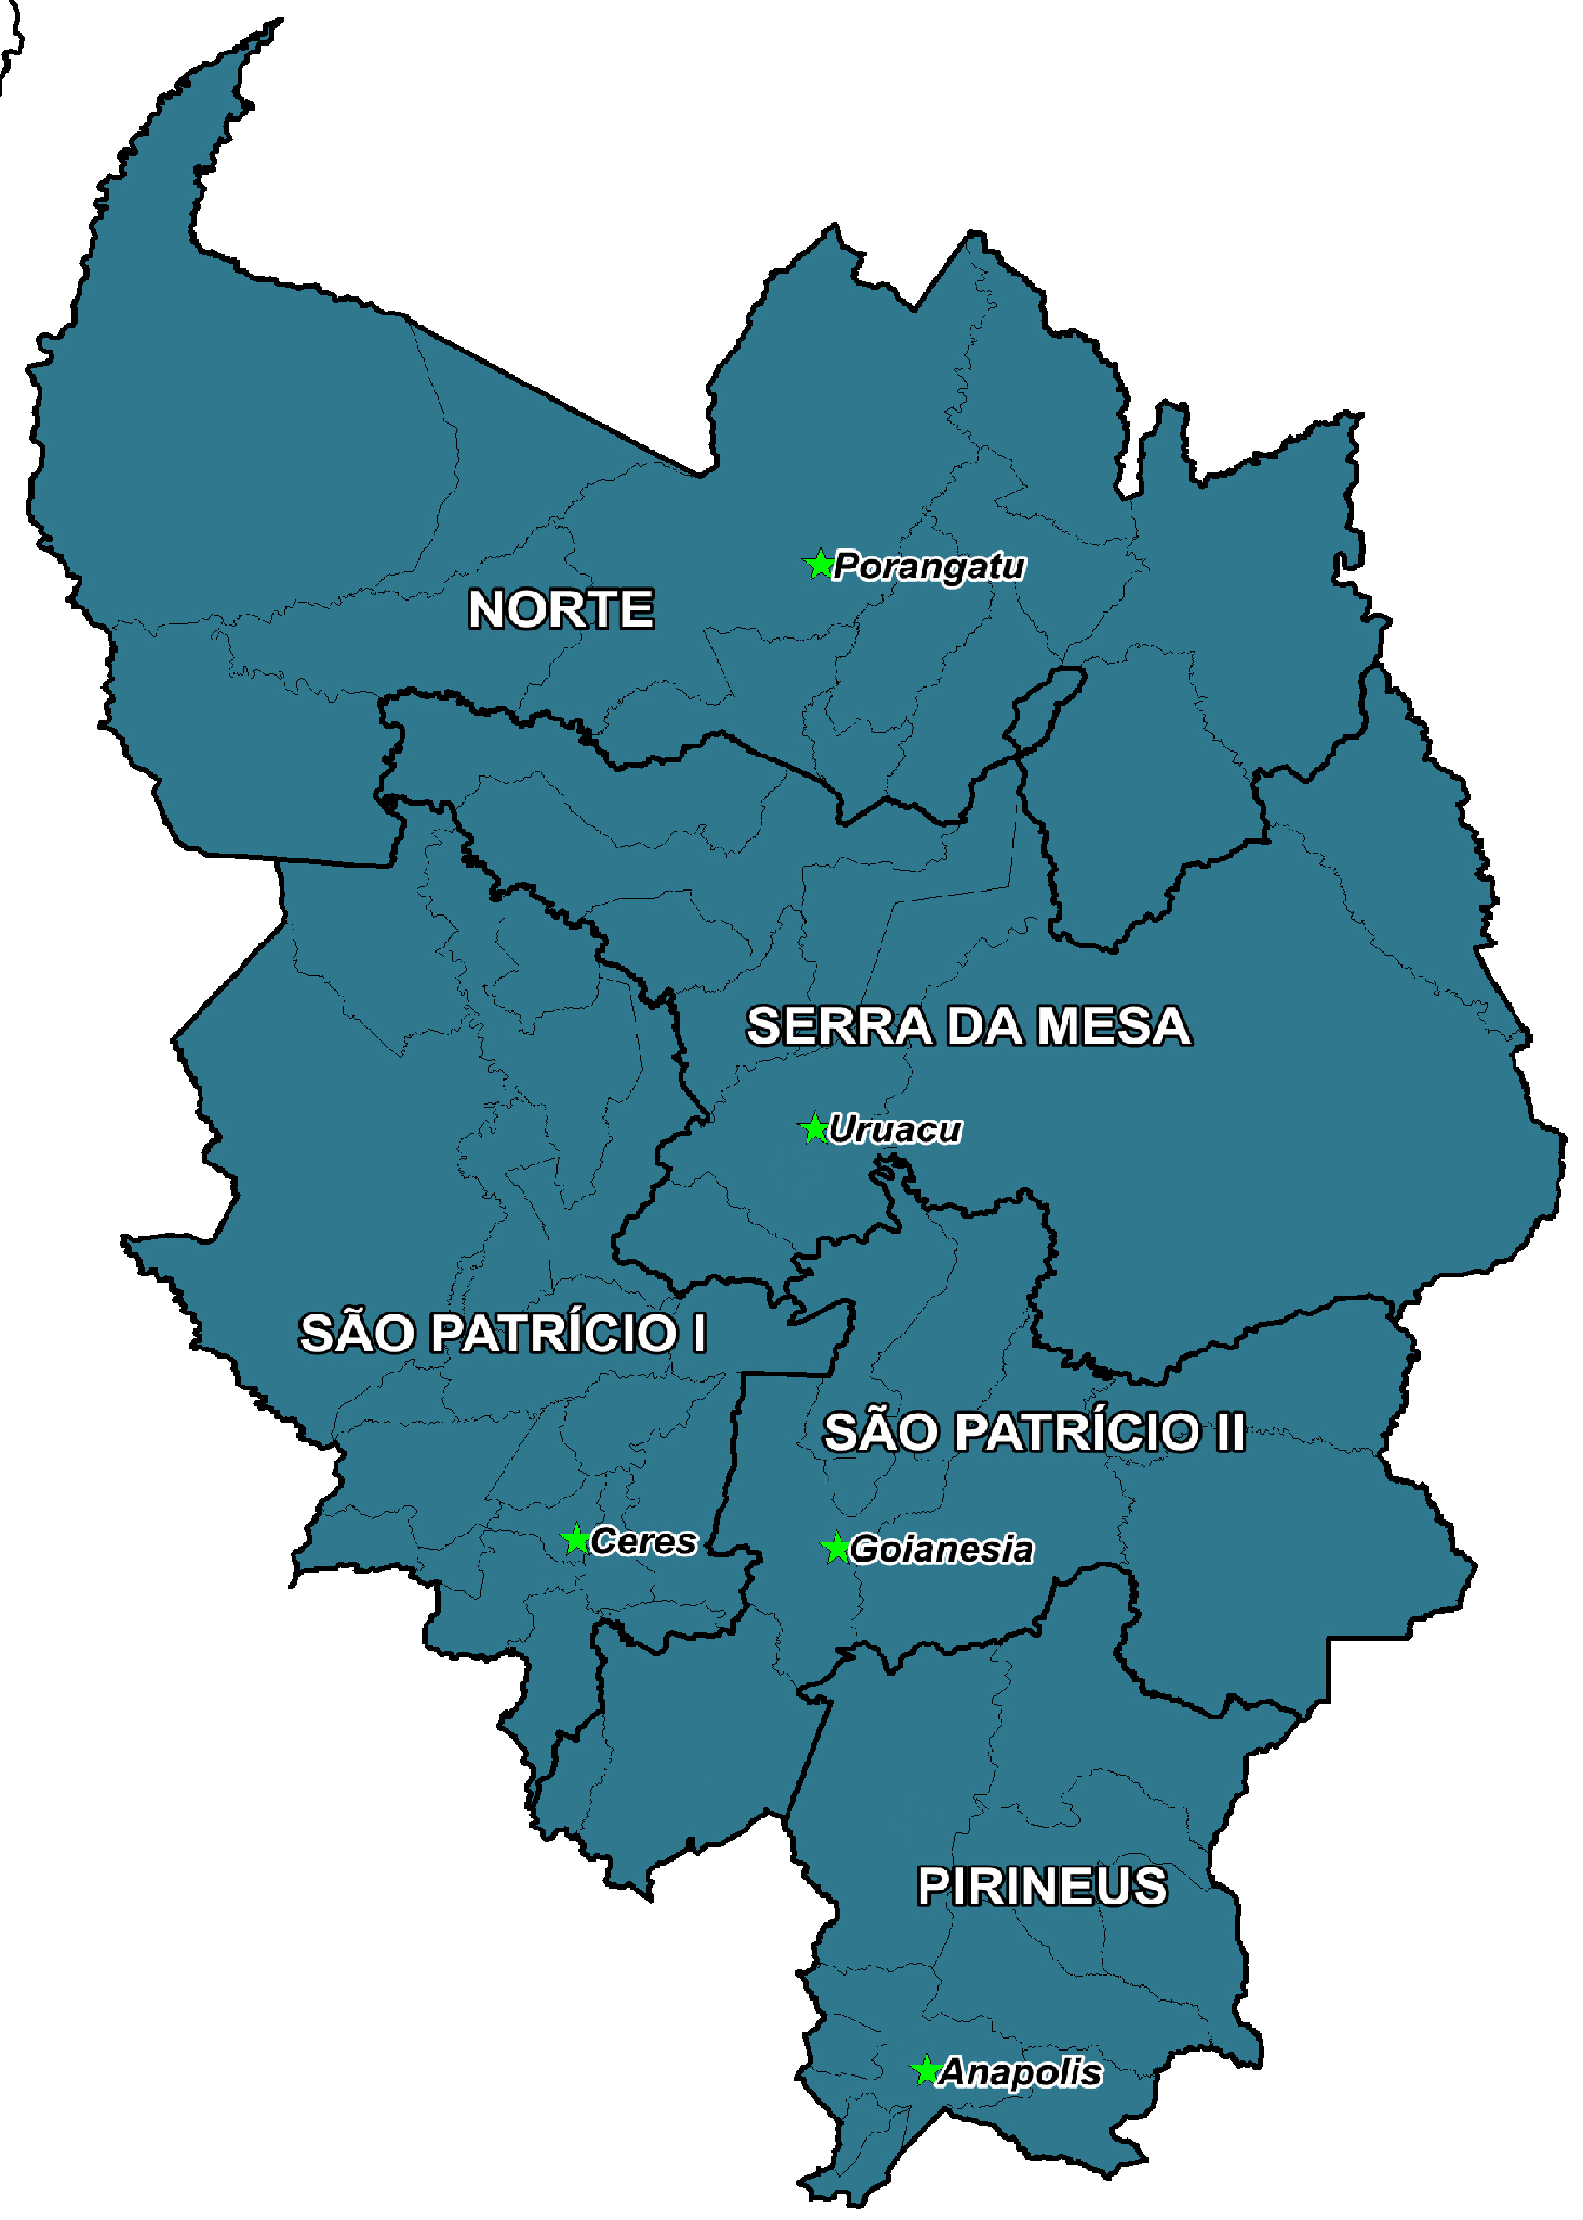 Porangatu
NORTE
SERRA DA MESA
Uruacu
SÃO PATRÍCIO I
SÃO PATRÍCIO II
Ceres
Goianesia
PIRINEUS
Anapolis